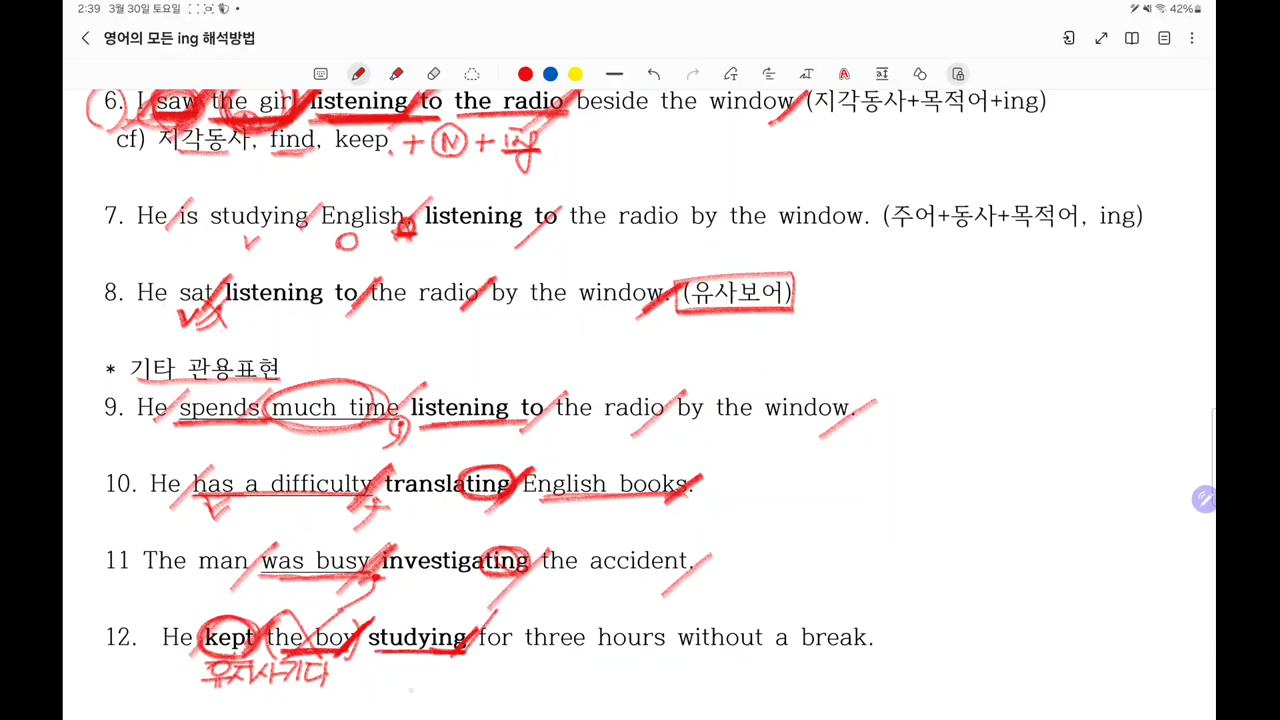 2:39 3월 30일 토요일 42%
영어의 모든 ing 해석방법
6. I saw the girl listening to the radio beside the window (지각동사+목적어+ing)
cf) 지각동사, find, keep. + N + ing
7. He is studying English, listening to the radio by the window. (주어+동사+목적어, ing)
8. He sat listening to the radio by the window. (유사보어)
* 기타 관용표현
9. He spends much time listening to the radio by the window.
10. He has a difficulty translating English books.
11 The man was busy investigating the accident.
12. He kept the boy studying for three hours without a break.
유지시키다